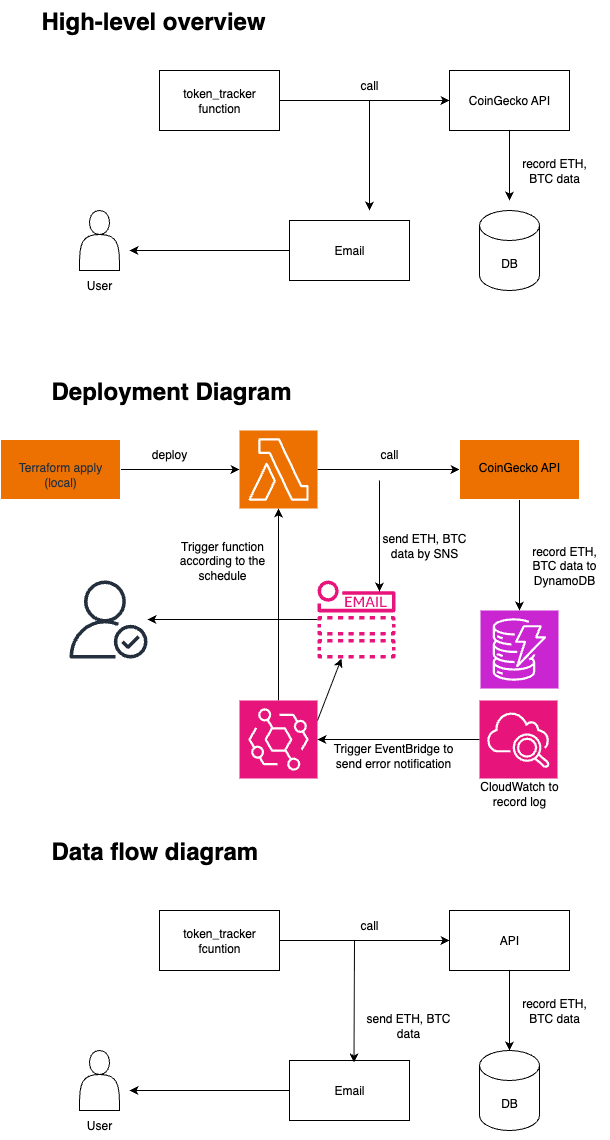 High-level overview
token_tracker
function
call
CoinGecko API
record ETH,
BTC data
Email
User
DB
Deployment Diagram
Terraform apply
(local)
deploy
call
CoinGecko API
Trigger function
according to the
schedule
send ETH, BTC
data by SNS
record ETH,
BTC data to
DynamoDB
EMAIL
Trigger EventBridge to
send error notification
CloudWatch to
record log
Data flow diagram
token_tracker
fcuntion
call
API
send ETH, BTC
data
record ETH,
BTC data
Email
User
DB